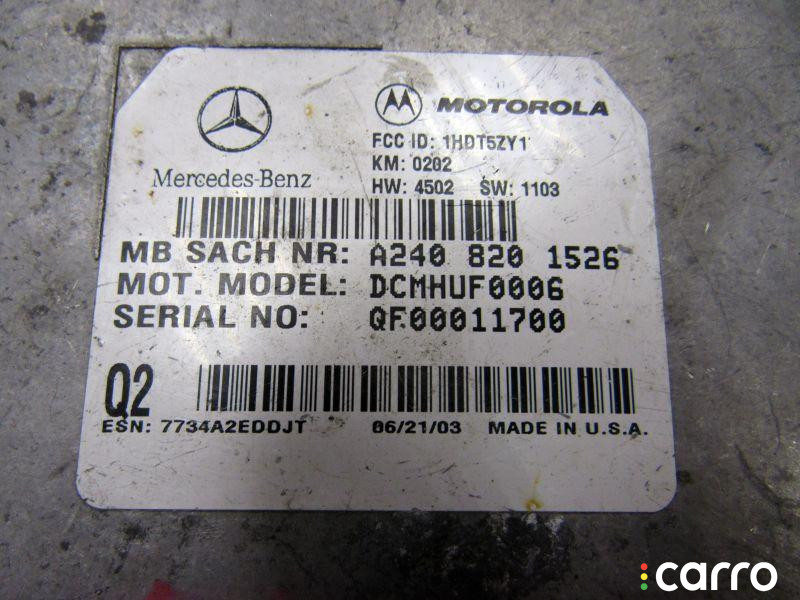 MOTOROLA
FCC ID: 1HDT5ZY1
KM: 0202
Mercedes-Benz
HW: 4502 SW: 1103
MB SACH NR: A240 820 1526
MOT. MODEL: DCMHUF0006
SERIAL NO: QF00011700
Q2
ESN: 7734A2EDDJT 06/21/03 MADE IN U.S.A.
carro